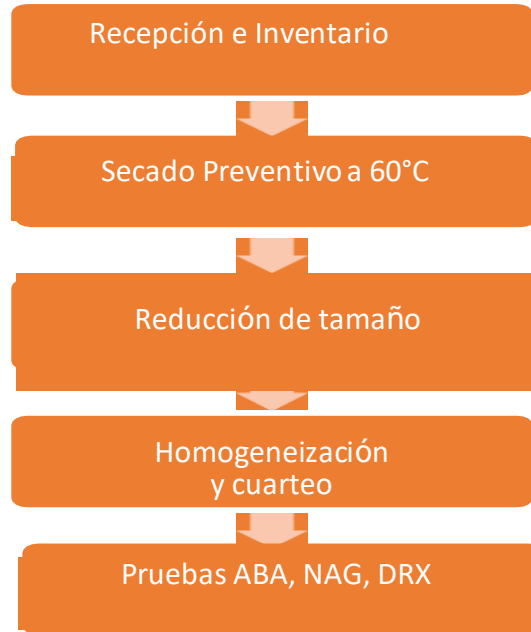 Recepción e Inventario
Secado Preventivo a 60°C
Reducción de tamaño
Homogeneización
y cuarteo
Pruebas ABA, NAG, DRX